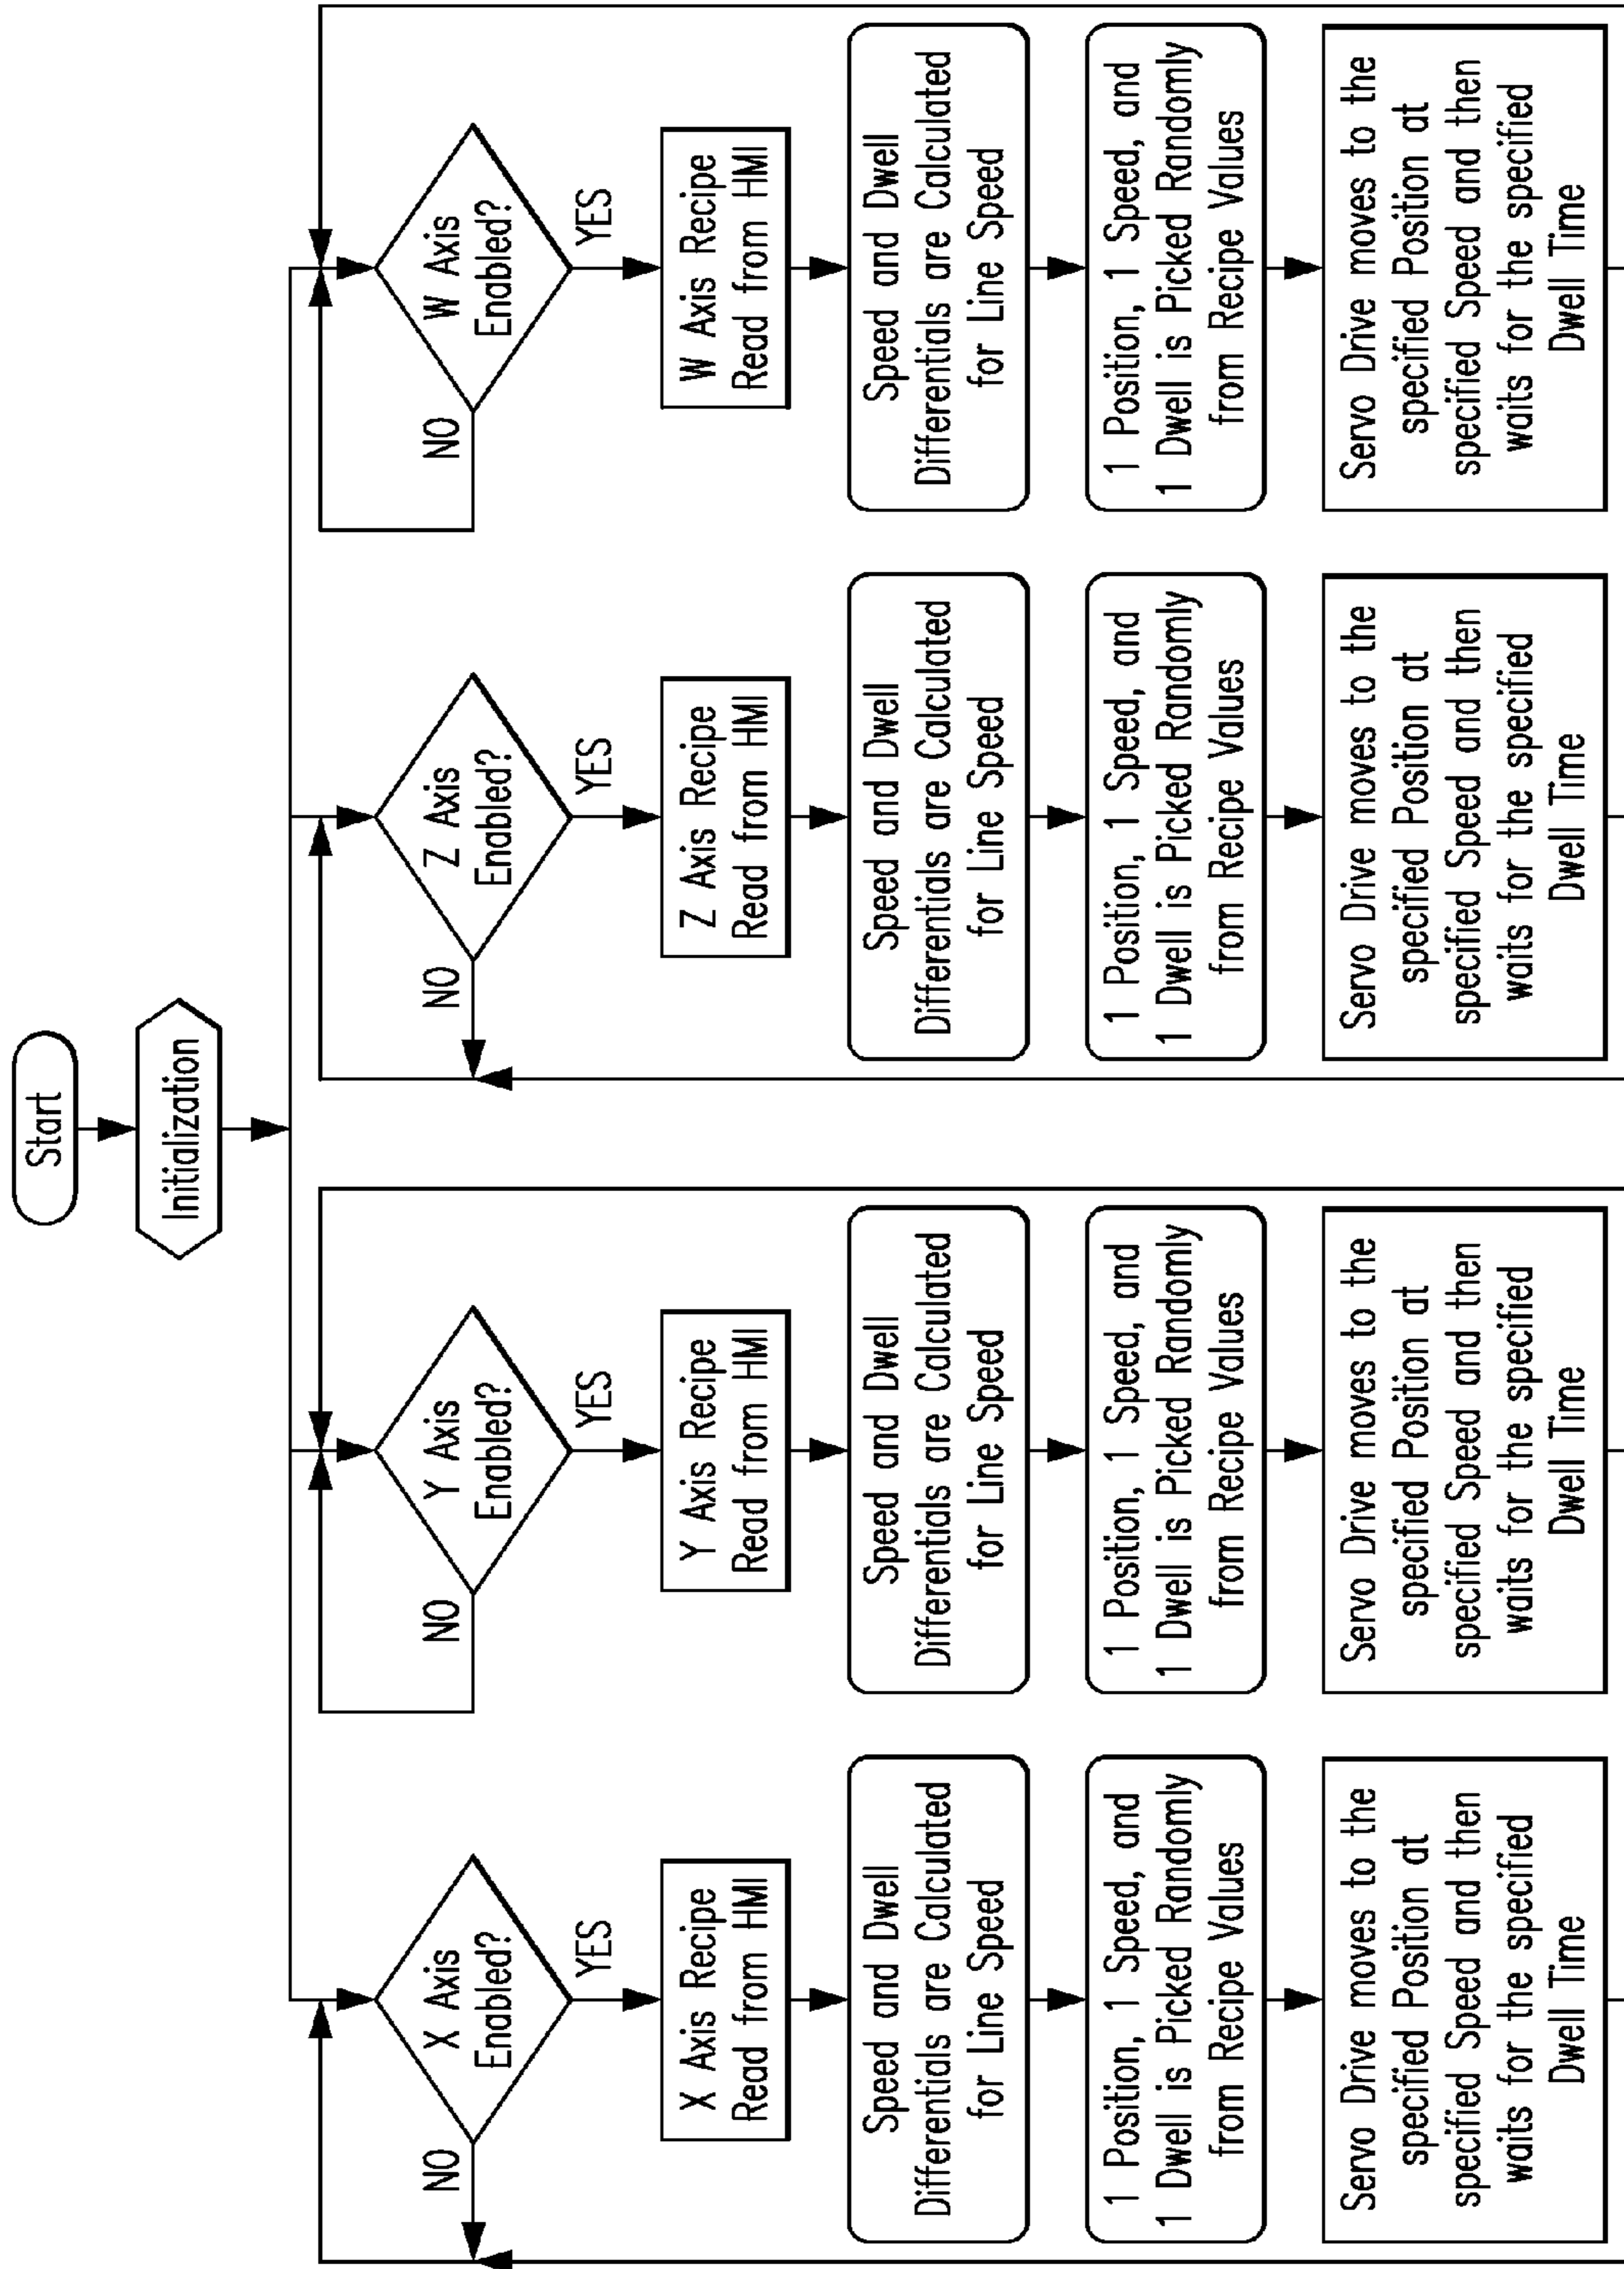 Start
Initialization
X Axis
Enabled?
NO
YES
X Axis Recipe
Read from HMI
Speed and Dwell
Differentials are Calculated
for Line Speed
1 Position, 1 Speed, and
1 Dwell is Picked Randomly
from Recipe Values
Servo Drive moves to the
specified Position at
specified Speed and then
waits for the specified
Dwell Time
Y Axis
Enabled?
NO
YES
Y Axis Recipe
Read from HMI
Speed and Dwell
Differentials are Calculated
for Line Speed
1 Position, 1 Speed, and
1 Dwell is Picked Randomly
from Recipe Values
Servo Drive moves to the
specified Position at
specified Speed and then
waits for the specified
Dwell Time
Z Axis
Enabled?
NO
YES
Z Axis Recipe
Read from HMI
Speed and Dwell
Differentials are Calculated
for Line Speed
1 Position, 1 Speed, and
1 Dwell is Picked Randomly
from Recipe Values
Servo Drive moves to the
specified Position at
specified Speed and then
waits for the specified
Dwell Time
W Axis
Enabled?
NO
YES
W Axis Recipe
Read from HMI
Speed and Dwell
Differentials are Calculated
for Line Speed
1 Position, 1 Speed, and
1 Dwell is Picked Randomly
from Recipe Values
Servo Drive moves to the
specified Position at
specified Speed and then
waits for the specified
Dwell Time